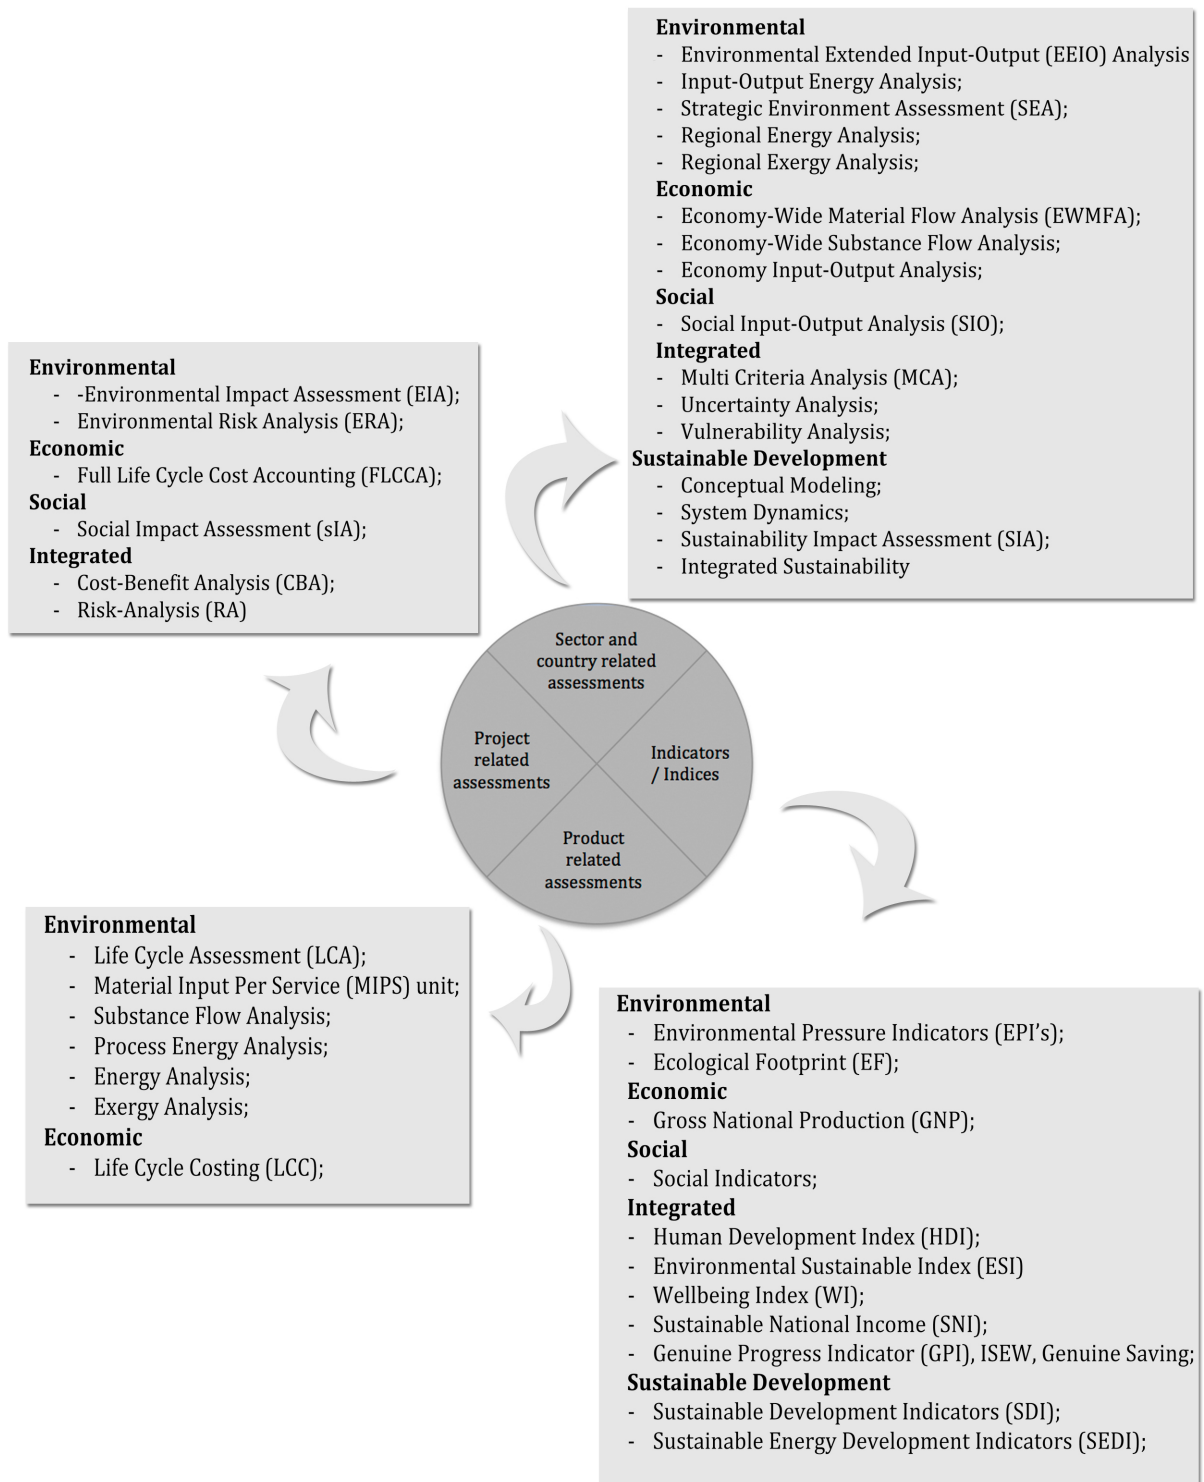 Environmental
- Environmental Extended Input-Output (EEIO) Analysis
- Input-Output Energy Analysis;
- Strategic Environment Assessment (SEA);
- Regional Energy Analysis;
- Regional Exergy Analysis;
Economic
- Economy-Wide Material Flow Analysis (EWMFA);
- Economy-Wide Substance Flow Analysis;
- Economy Input-Output Analysis;
Social
- Social Input-Output Analysis (SIO);
Integrated
- Multi Criteria Analysis (MCA);
- Uncertainty Analysis;
- Vulnerability Analysis;
Sustainable Development
- Conceptual Modeling;
- System Dynamics;
- Sustainability Impact Assessment (SIA);
- Integrated Sustainability
Environmental
- -Environmental Impact Assessment (EIA);
- Environmental Risk Analysis (ERA);
Economic
- Full Life Cycle Cost Accounting (FLCCA);
Social
- Social Impact Assessment (sIA);
Integrated
- Cost-Benefit Analysis (CBA);
- Risk-Analysis (RA)
Sector and
country related
assessments
Project
related
assessments
Indicators
/ Indices
Product
related
assessments
Environmental
- Life Cycle Assessment (LCA);
- Material Input Per Service (MIPS) unit;
- Substance Flow Analysis;
- Process Energy Analysis;
- Energy Analysis;
- Exergy Analysis;
Economic
- Life Cycle Costing (LCC);
Environmental
- Environmental Pressure Indicators (EPI's);
- Ecological Footprint (EF);
Economic
- Gross National Production (GNP);
Social
- Social Indicators;
Integrated
- Human Development Index (HDI);
- Environmental Sustainable Index (ESI)
- Wellbeing Index (WI);
- Sustainable National Income (SNI);
- Genuine Progress Indicator (GPI), ISEW, Genuine Saving;
Sustainable Development
- Sustainable Development Indicators (SDI);
- Sustainable Energy Development Indicators (SEDI);